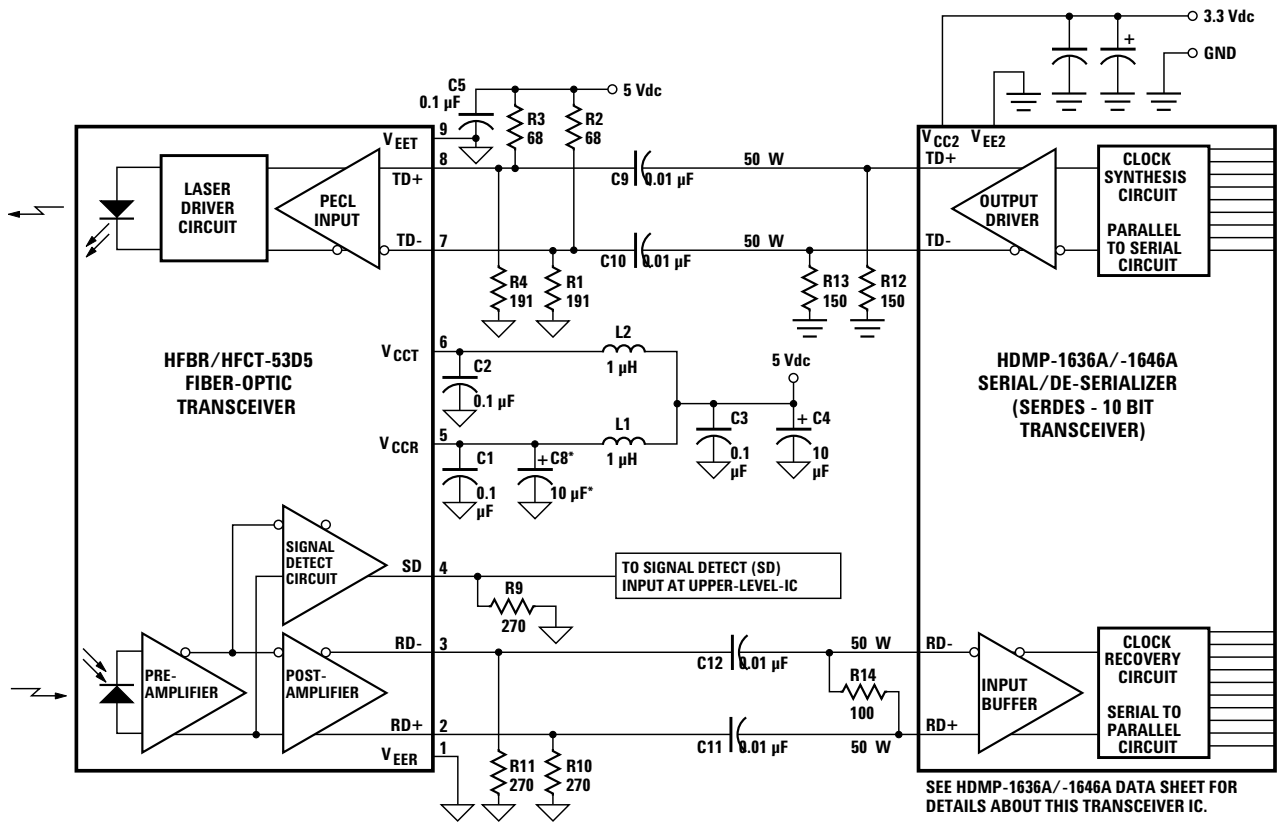 3.3 Vdc
GND
C5
0.1 µF
5 Vdc
R3
68
R2
68
9
VEET
VCC2
VEE2
8
TD+
C9
0.01 µF
50 W
TD+
LASER
DRIVER
CIRCUIT
PECL
INPUT
OUTPUT
DRIVER
CLOCK
SYNTHESIS
CIRCUIT
PARALLEL
TO SERIAL
CIRCUIT
7
TD-
C10
0.01 µF
50 W
TD-
R4
191
R1
191
R13
150
R12
150
HFBR/HFCT-53D5
FIBER-OPTIC
TRANSCEIVER
6
VCCT
C2
0.1 µF
L2
1 µH
5 Vdc
HDMP-1636A/-1646A
SERIAL/DE-SERIALIZER
(SERDES - 10 BIT
TRANSCEIVER)
5
VCCR
C1
0.1
µF
+C8*
10 µF*
L1
1 µH
C3
0.1
µF
+ C4
10
µF
SIGNAL
DETECT
CIRCUIT
SD
4
R9
270
TO SIGNAL DETECT (SD)
INPUT AT UPPER-LEVEL-IC
PRE-
AMPLIFIER
POST-
AMPLIFIER
RD-
3
C12
0.01 µF
50 W
RD-
R14
100
INPUT
BUFFER
CLOCK
RECOVERY
CIRCUIT
SERIAL TO
PARALLEL
CIRCUIT
RD+
2
C11
0.01 µF
50 W
RD+
VEER
1
R11
270
R10
270
SEE HDMP-1636A/-1646A DATA SHEET FOR
DETAILS ABOUT THIS TRANSCEIVER IC.